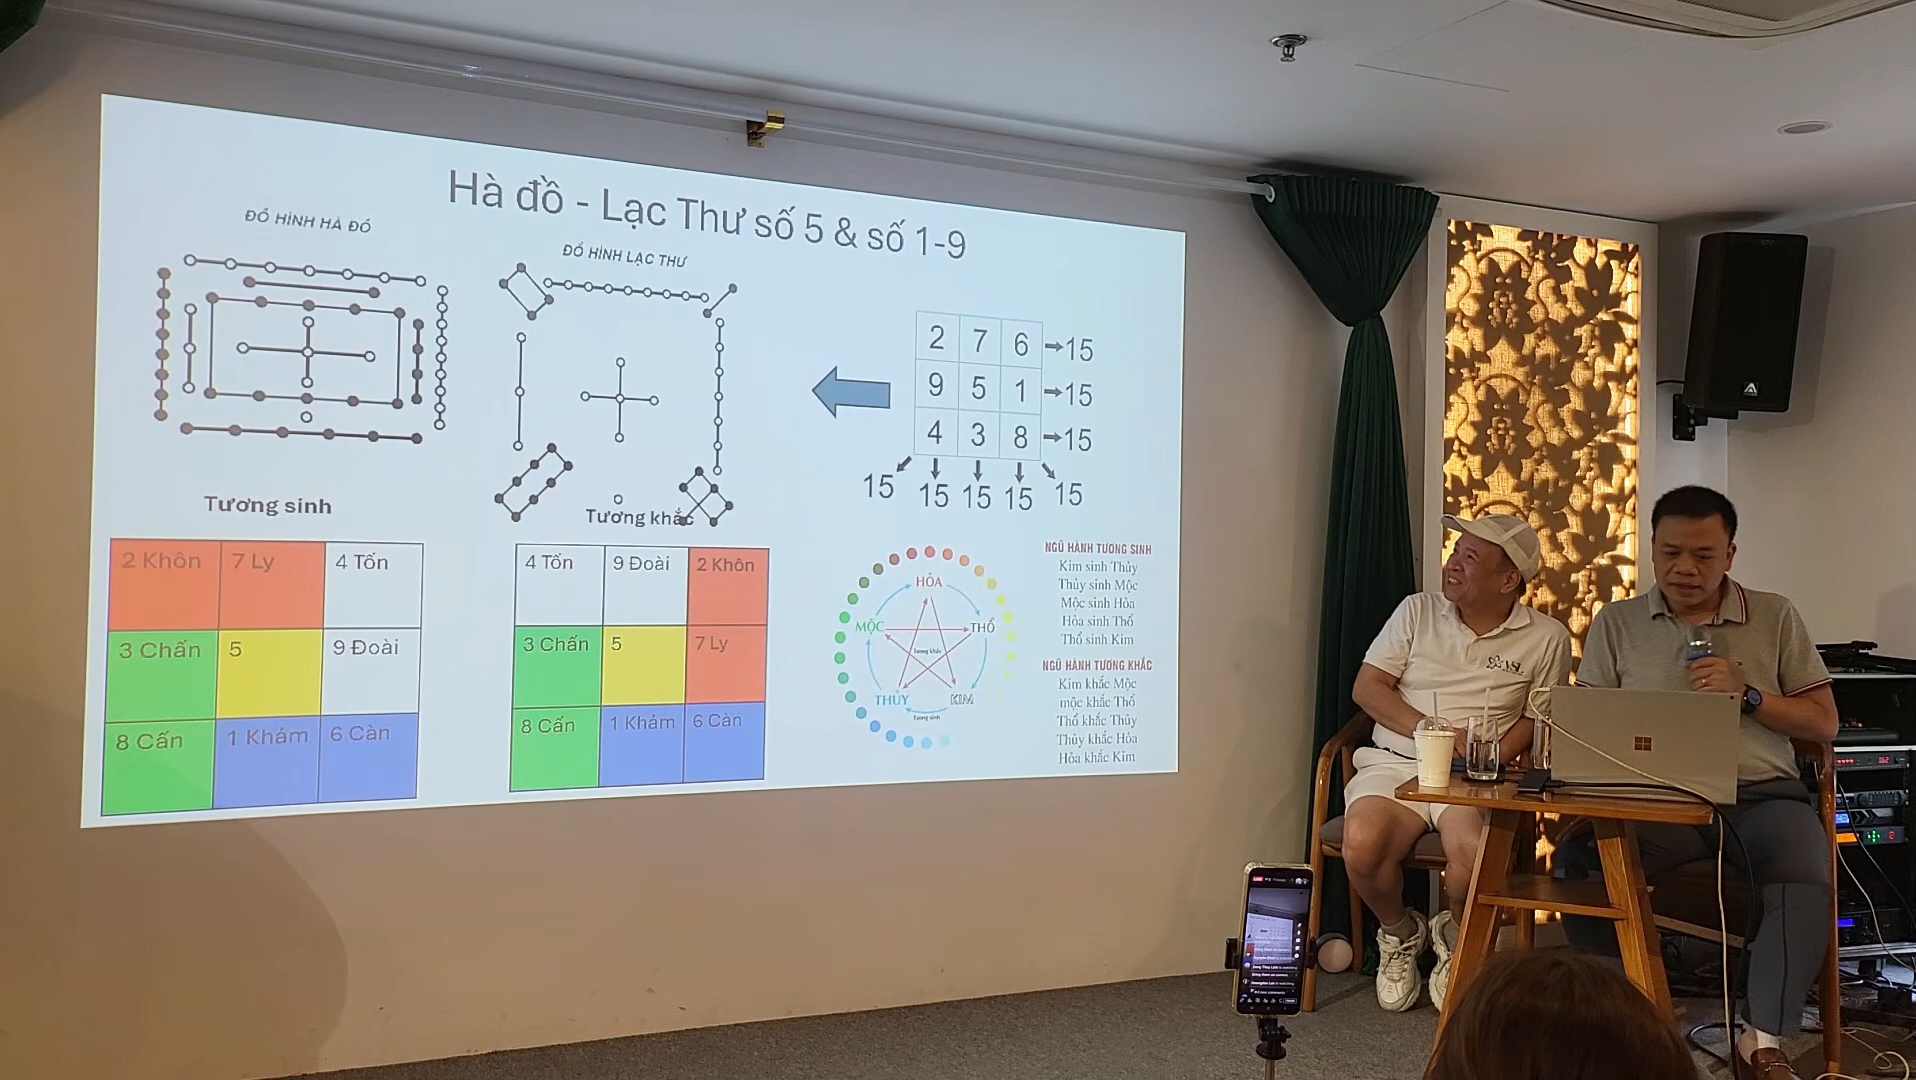 Hà đồ - Lạc Thư số 5 & số 1-9
ĐỒ HÌNH HÀ ĐỒ
ĐỒ HÌNH LẠC THƯ
2 7 6 →15
9 5 1 →15
4 3 8 →15
15 15 15 15 15
Tương sinh
2 Khôn 7 Ly 4 Tốn
3 Chấn 5 9 Đoài
8 Cấn 1 Khảm 6 Càn
Tương khắc
4 Tốn 9 Đoài 2 Khôn
3 Chấn 5 7 Ly
8 Cấn 1 Khảm 6 Càn
HỎA
MỘC
THỔ
Tương khắc
THỦY
KIM
Tương sinh
NGŨ HÀNH TƯƠNG SINH
Kim sinh Thủy
Thủy sinh Mộc
Mộc sinh Hỏa
Hỏa sinh Thổ
Thổ sinh Kim
NGŨ HÀNH TƯƠNG KHẮC
Kim khắc Mộc
mộc khắc Thổ
Thổ khắc Thủy
Thủy khắc Hỏa
Hỏa khắc Kim